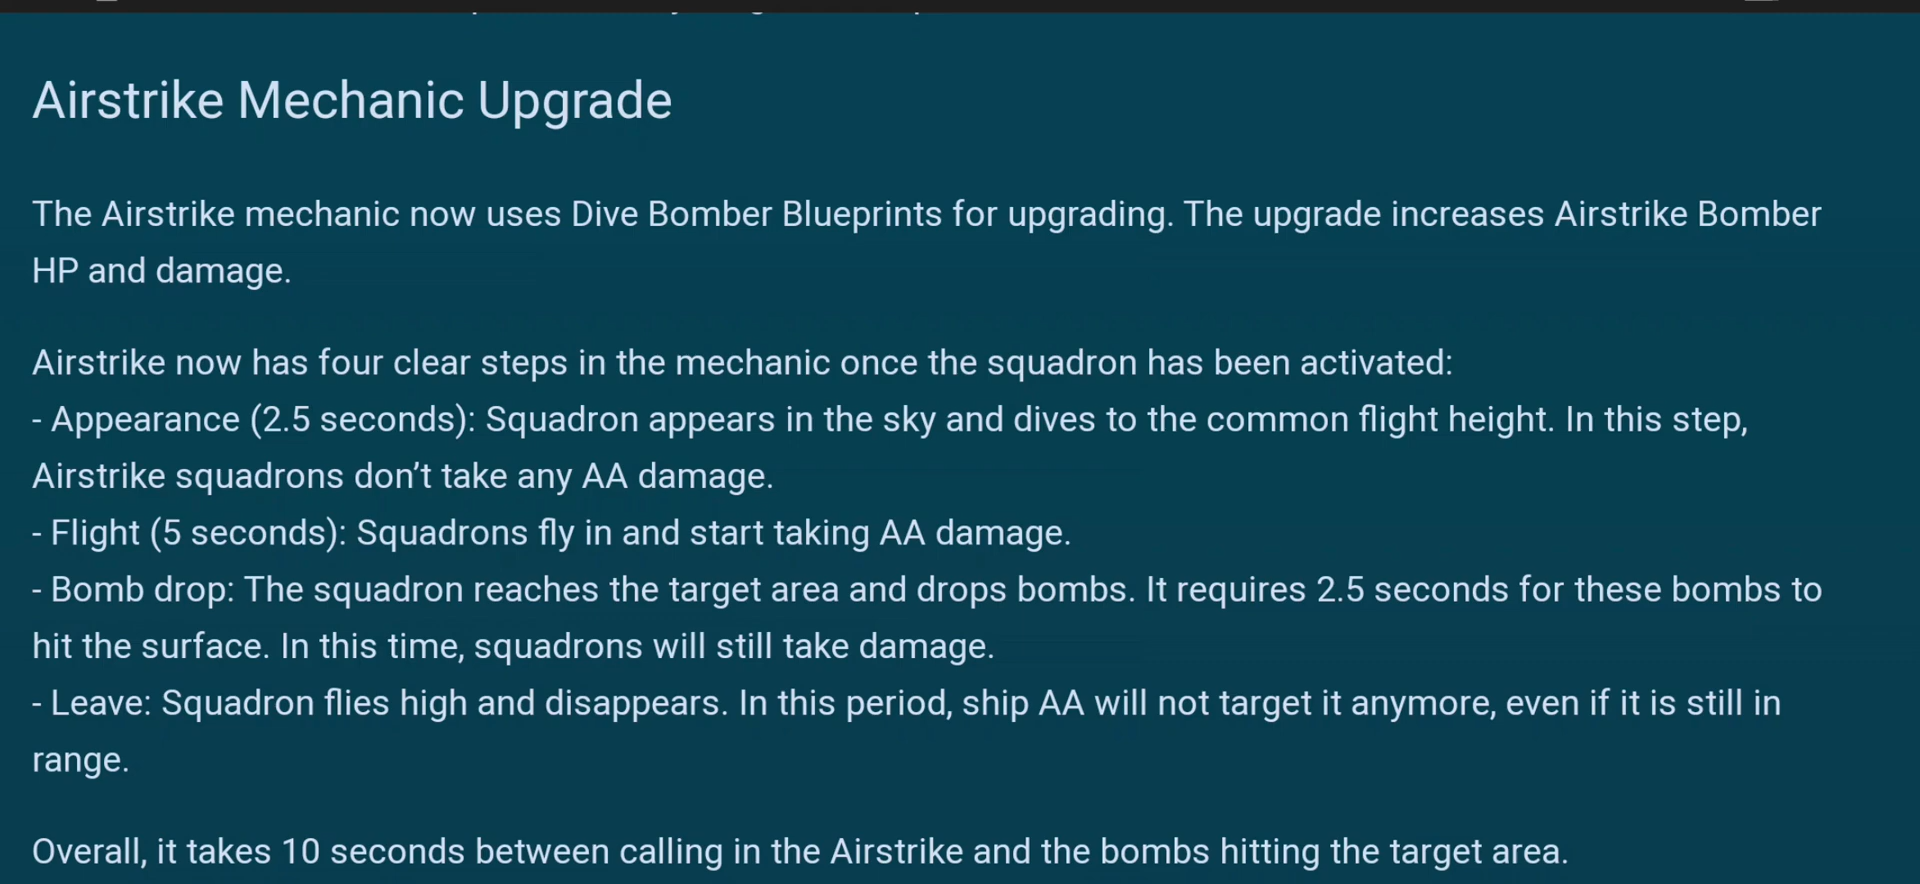 Airstrike Mechanic Upgrade
The Airstrike mechanic now uses Dive Bomber Blueprints for upgrading. The upgrade increases Airstrike Bomber
HP and damage.
Airstrike now has four clear steps in the mechanic once the squadron has been activated:
- Appearance (2.5 seconds): Squadron appears in the sky and dives to the common flight height. In this step,
Airstrike squadrons don’t take any AA damage.
- Flight (5 seconds): Squadrons fly in and start taking AA damage.
- Bomb drop: The squadron reaches the target area and drops bombs. It requires 2.5 seconds for these bombs to
hit the surface. In this time, squadrons will still take damage.
- Leave: Squadron flies high and disappears. In this period, ship AA will not target it anymore, even if it is still in
range.
Overall, it takes 10 seconds between calling in the Airstrike and the bombs hitting the target area.